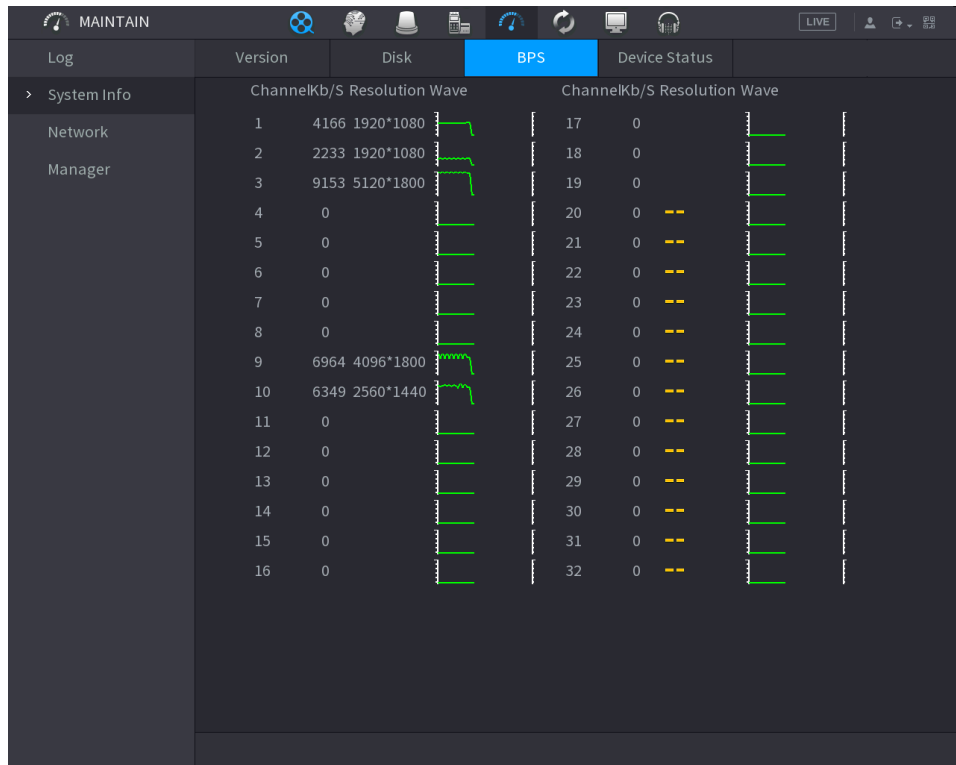 MAINTAIN LIVE
Log Version Disk BPS Device Status
System Info
Network
Manager
ChannelKb/S Resolution Wave ChannelKb/S Resolution Wave
1 4166 1920*1080 17 0
2 2233 1920*1080 18 0
3 9153 5120*1800 19 0
4 0 20 0 --
5 0 21 0 --
6 0 22 0 --
7 0 23 0 --
8 0 24 0 --
9 6964 4096*1800 25 0 --
10 6349 2560*1440 26 0 --
11 0 27 0 --
12 0 28 0 --
13 0 29 0 --
14 0 30 0 --
15 0 31 0 --
16 0 32 0 --